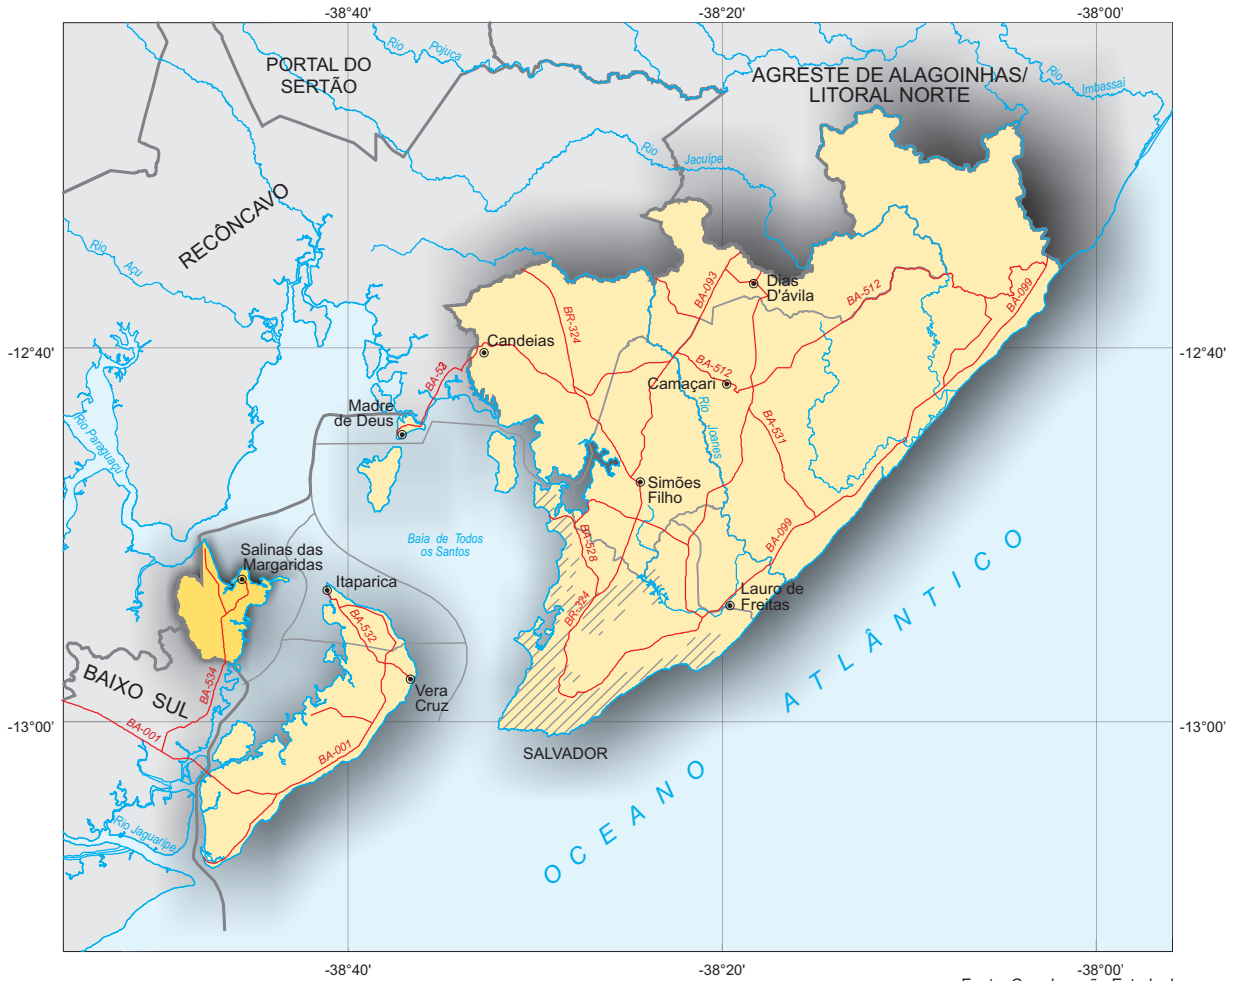 -38°40'
-38°20'
-38°00'
PORTAL DO
SERTÃO
Rio Pojuca
AGRESTE DE ALAGOINHAS/
LITORAL NORTE
Rio Imbassai
Rio Jacuipe
RECÔNCAVO
Rio Açu
Dias
D'ávila
BA-093
BA-512
BA-099
BR-324
-12°40'
-12°40'
Candeias
BA-53
BA-512
Camaçari
Madre
de Deus
Rio Joanes
BA-531
Rio Paraguaçu
Simões
Filho
Baia de Todos
os Santos
BA-528
BA-099
Salinas das
Margaridas
Itaparica
Lauro de
Freitas
BR-324
BA-532
BAIXO SUL
BA-534
Vera
Cruz
BA-001
-13°00'
-13°00'
BA-001
SALVADOR
OCEANO ATLÂNTICO
Rio Jaguaripe
-38°40'
-38°20'
-38°00'